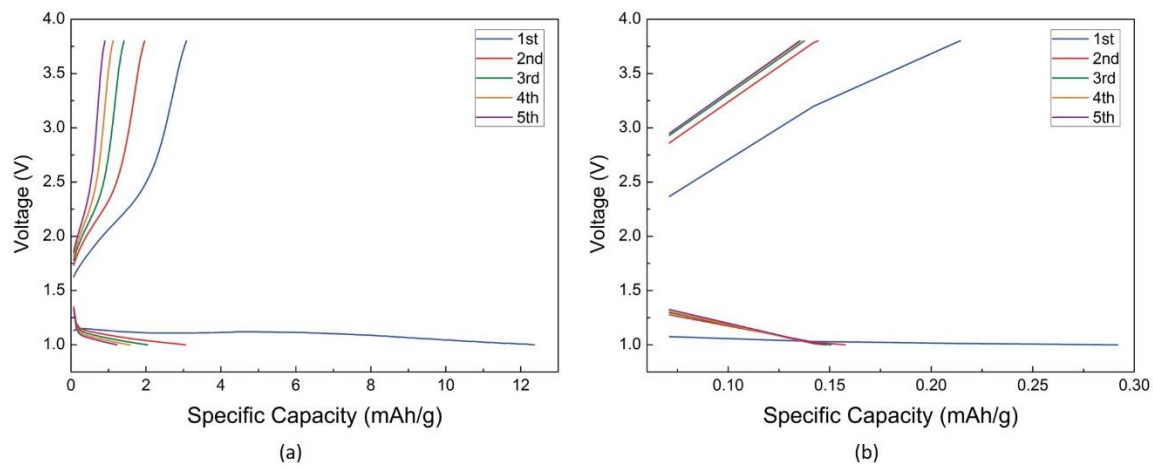 4.0
3.5
3.0
2.5
2.0
1.5
1.0
Voltage (V)
0 2 4 6 8 10 12
Specific Capacity (mAh/g)
1st
2nd
3rd
4th
5th
(a)
4.0
3.5
3.0
2.5
2.0
1.5
1.0
Voltage (V)
0.10 0.15 0.20 0.25 0.30
Specific Capacity (mAh/g)
1st
2nd
3rd
4th
5th
(b)